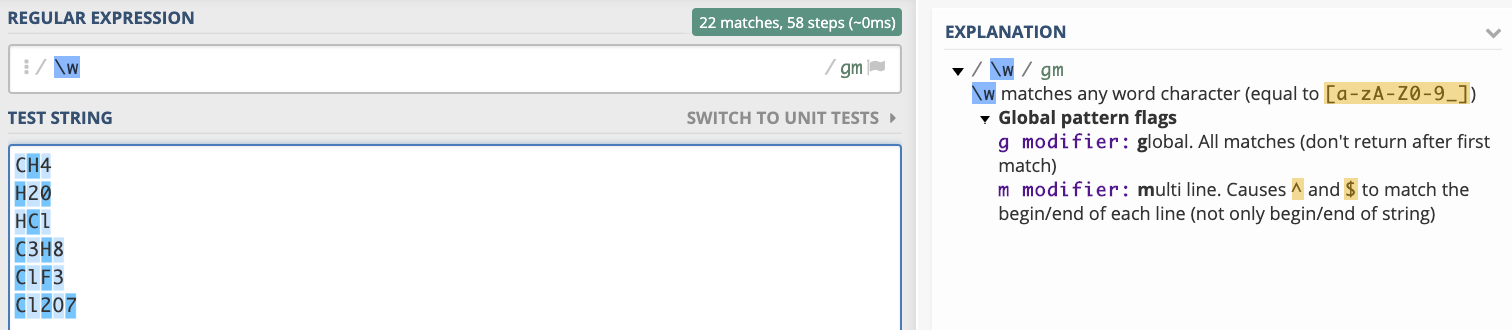 REGULAR EXPRESSION
22 matches, 58 steps (~0ms)
/ \w / gm
TEST STRING
SWITCH TO UNIT TESTS
CH4
H20
HCl
C3H8
ClF3
Cl2O7
EXPLANATION
/ \w / gm
\w matches any word character (equal to [a-zA-Z0-9_])
Global pattern flags
g modifier: global. All matches (don't return after first
match)
m modifier: multi line. Causes ^ and $ to match the
begin/end of each line (not only begin/end of string)